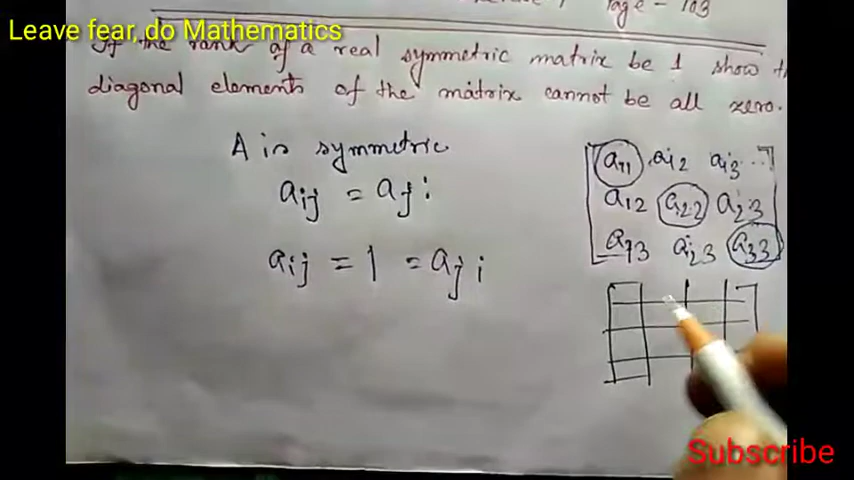 Page - 103
Leave fear,do Mathematics
If the rank of a real symmetric matrix be 1 show
diagonal elements of the matrix cannot be all zero.
A is symmetric
aij = aji
aij = 1 = aji
a11 a12 a13 ...
a12 a22 a23
a13 a23 a33
Subscribe